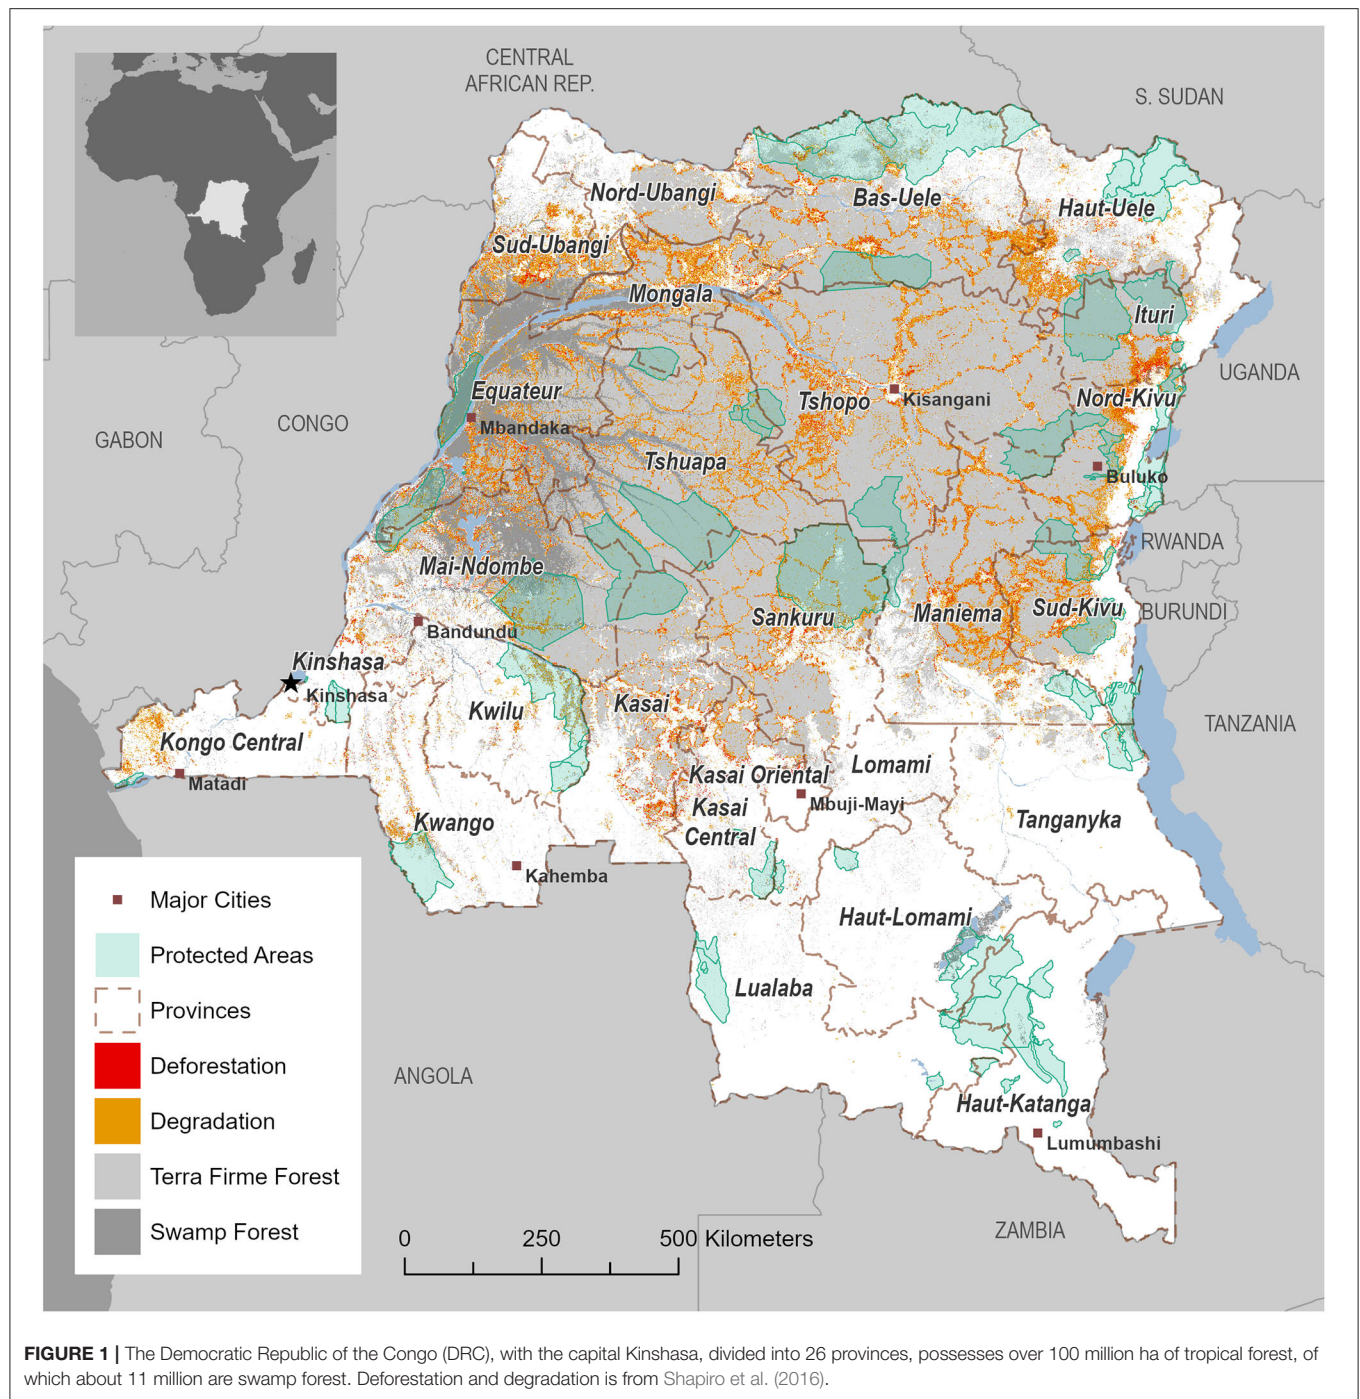 CENTRAL
AFRICAN REP.
S. SUDAN
Nord-Ubangi
Bas-Uele
Haut-Uele
Sud-Ubangi
Mongala
Ituri
UGANDA
Equateur
Tshopo
Kisangani
Nord-Kivu
CONGO
GABON
Mbandaka
Tshuapa
Buluko
RWANDA
Mai-Ndombe
Sankuru
Maniema
Sud-Kivu
BURUNDI
Bandundu
Kinshasa
Kinshasa
Kwilu
Kasai
TANZANIA
Kongo Central
Matadi
Kasai Oriental
Lomami
Mbuji-Mayi
Kasai
Central
Tanganyka
Kwango
Kahemba
Haut-Lomami
Lualaba
ANGOLA
Haut-Katanga
Lumumbashi
ZAMBIA
Major Cities
Protected Areas
Provinces
Deforestation
Degradation
Terra Firme Forest
Swamp Forest
0 250 500 Kilometers
FIGURE 1 | The Democratic Republic of the Congo (DRC), with the capital Kinshasa, divided into 26 provinces, possesses over 100 million ha of tropical forest, of
which about 11 million are swamp forest. Deforestation and degradation is from Shapiro et al. (2016).